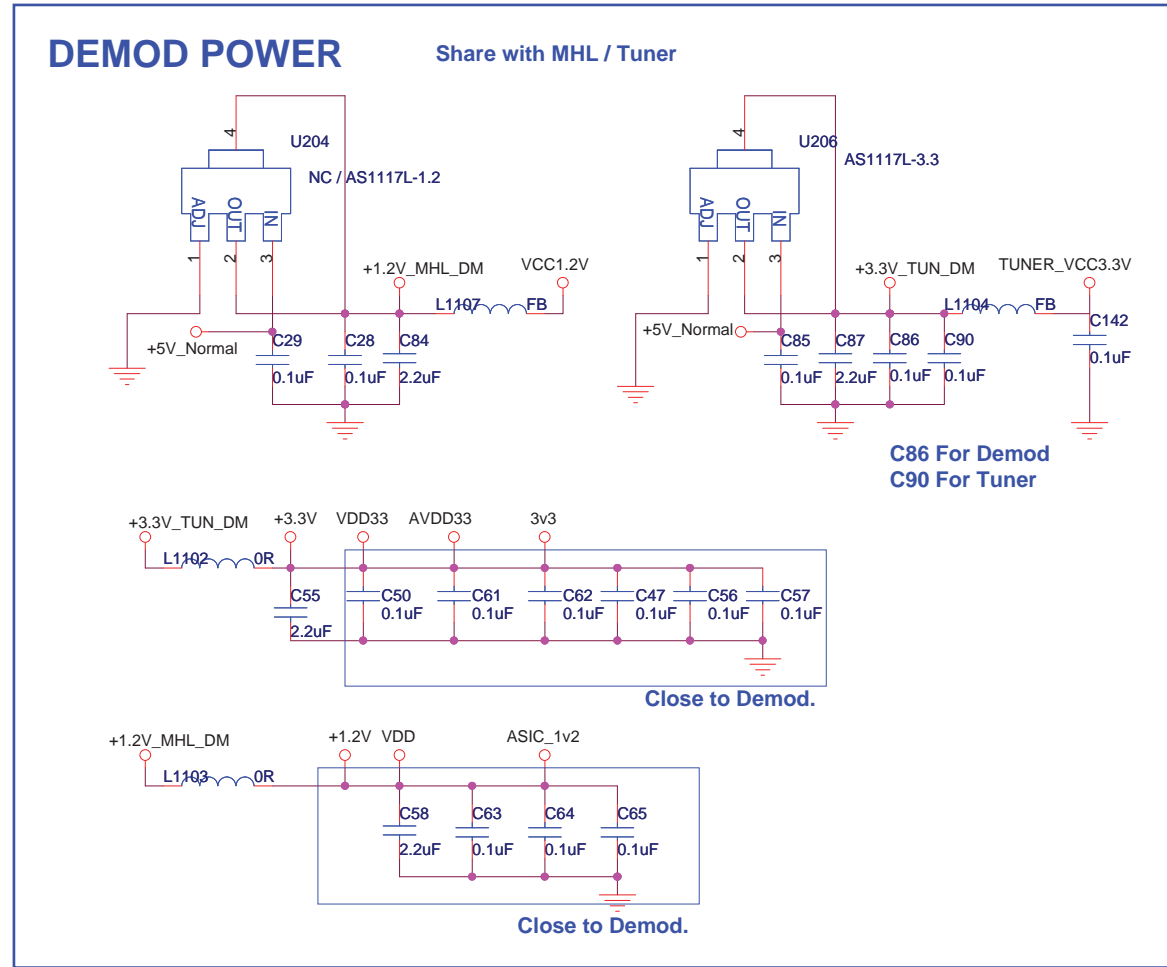 DEMOD POWER
Share with MHL / Tuner
4
U204
NC / AS1117L-1.2
ADJ
OUT
IN
1
2
3
+1.2V_MHL_DM
VCC1.2V
L1107
FB
+5V_Normal
C29
0.1uF
C28
0.1uF
C84
2.2uF
4
U206
AS1117L-3.3
ADJ
OUT
IN
1
2
3
+3.3V_TUN_DM
TUNER_VCC3.3V
L1104
FB
+5V_Normal
C85
0.1uF
C87
2.2uF
C86
0.1uF
C90
0.1uF
C142
0.1uF
C86 For Demod
C90 For Tuner
+3.3V_TUN_DM
+3.3V
VDD33
AVDD33
3v3
L1102
0R
C55
2.2uF
C50
0.1uF
C61
0.1uF
C62
0.1uF
C47
0.1uF
C56
0.1uF
C57
0.1uF
Close to Demod.
+1.2V_MHL_DM
+1.2V
VDD
ASIC_1v2
L1103
0R
C58
2.2uF
C63
0.1uF
C64
0.1uF
C65
0.1uF
Close to Demod.